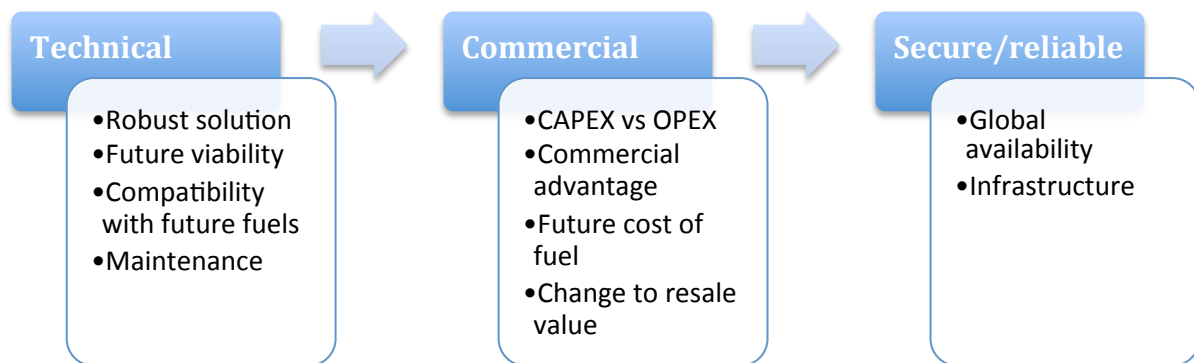 Technical
•Robust solution
•Future viability
•Compatibility
with future fuels
•Maintenance
Commercial
•CAPEX vs OPEX
•Commercial
advantage
•Future cost of
fuel
•Change to resale
value
Secure/reliable
•Global
availability
•Infrastructure